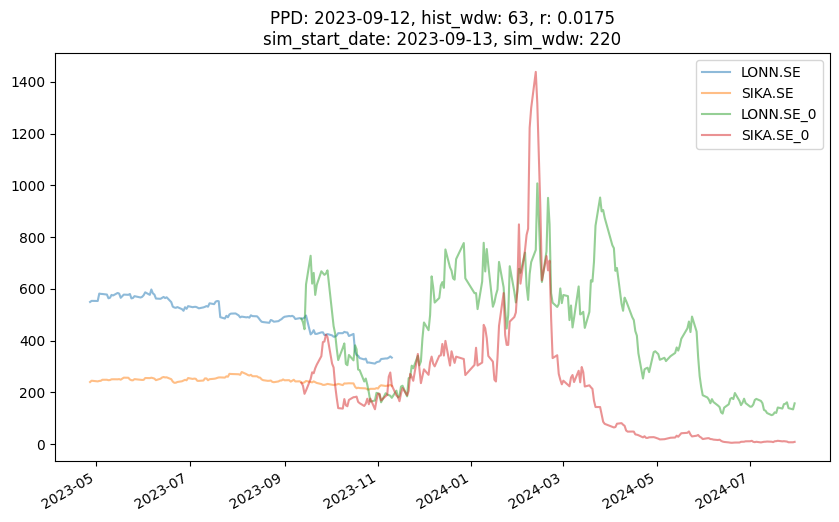 PPD: 2023-09-12, hist_wdw: 63, r: 0.0175
sim_start_date: 2023-09-13, sim_wdw: 220
LONN.SE
SIKA.SE
LONN.SE_0
SIKA.SE_0
1400
1200
1000
800
600
400
200
0
2023-05
2023-07
2023-09
2023-11
2024-01
2024-03
2024-05
2024-07